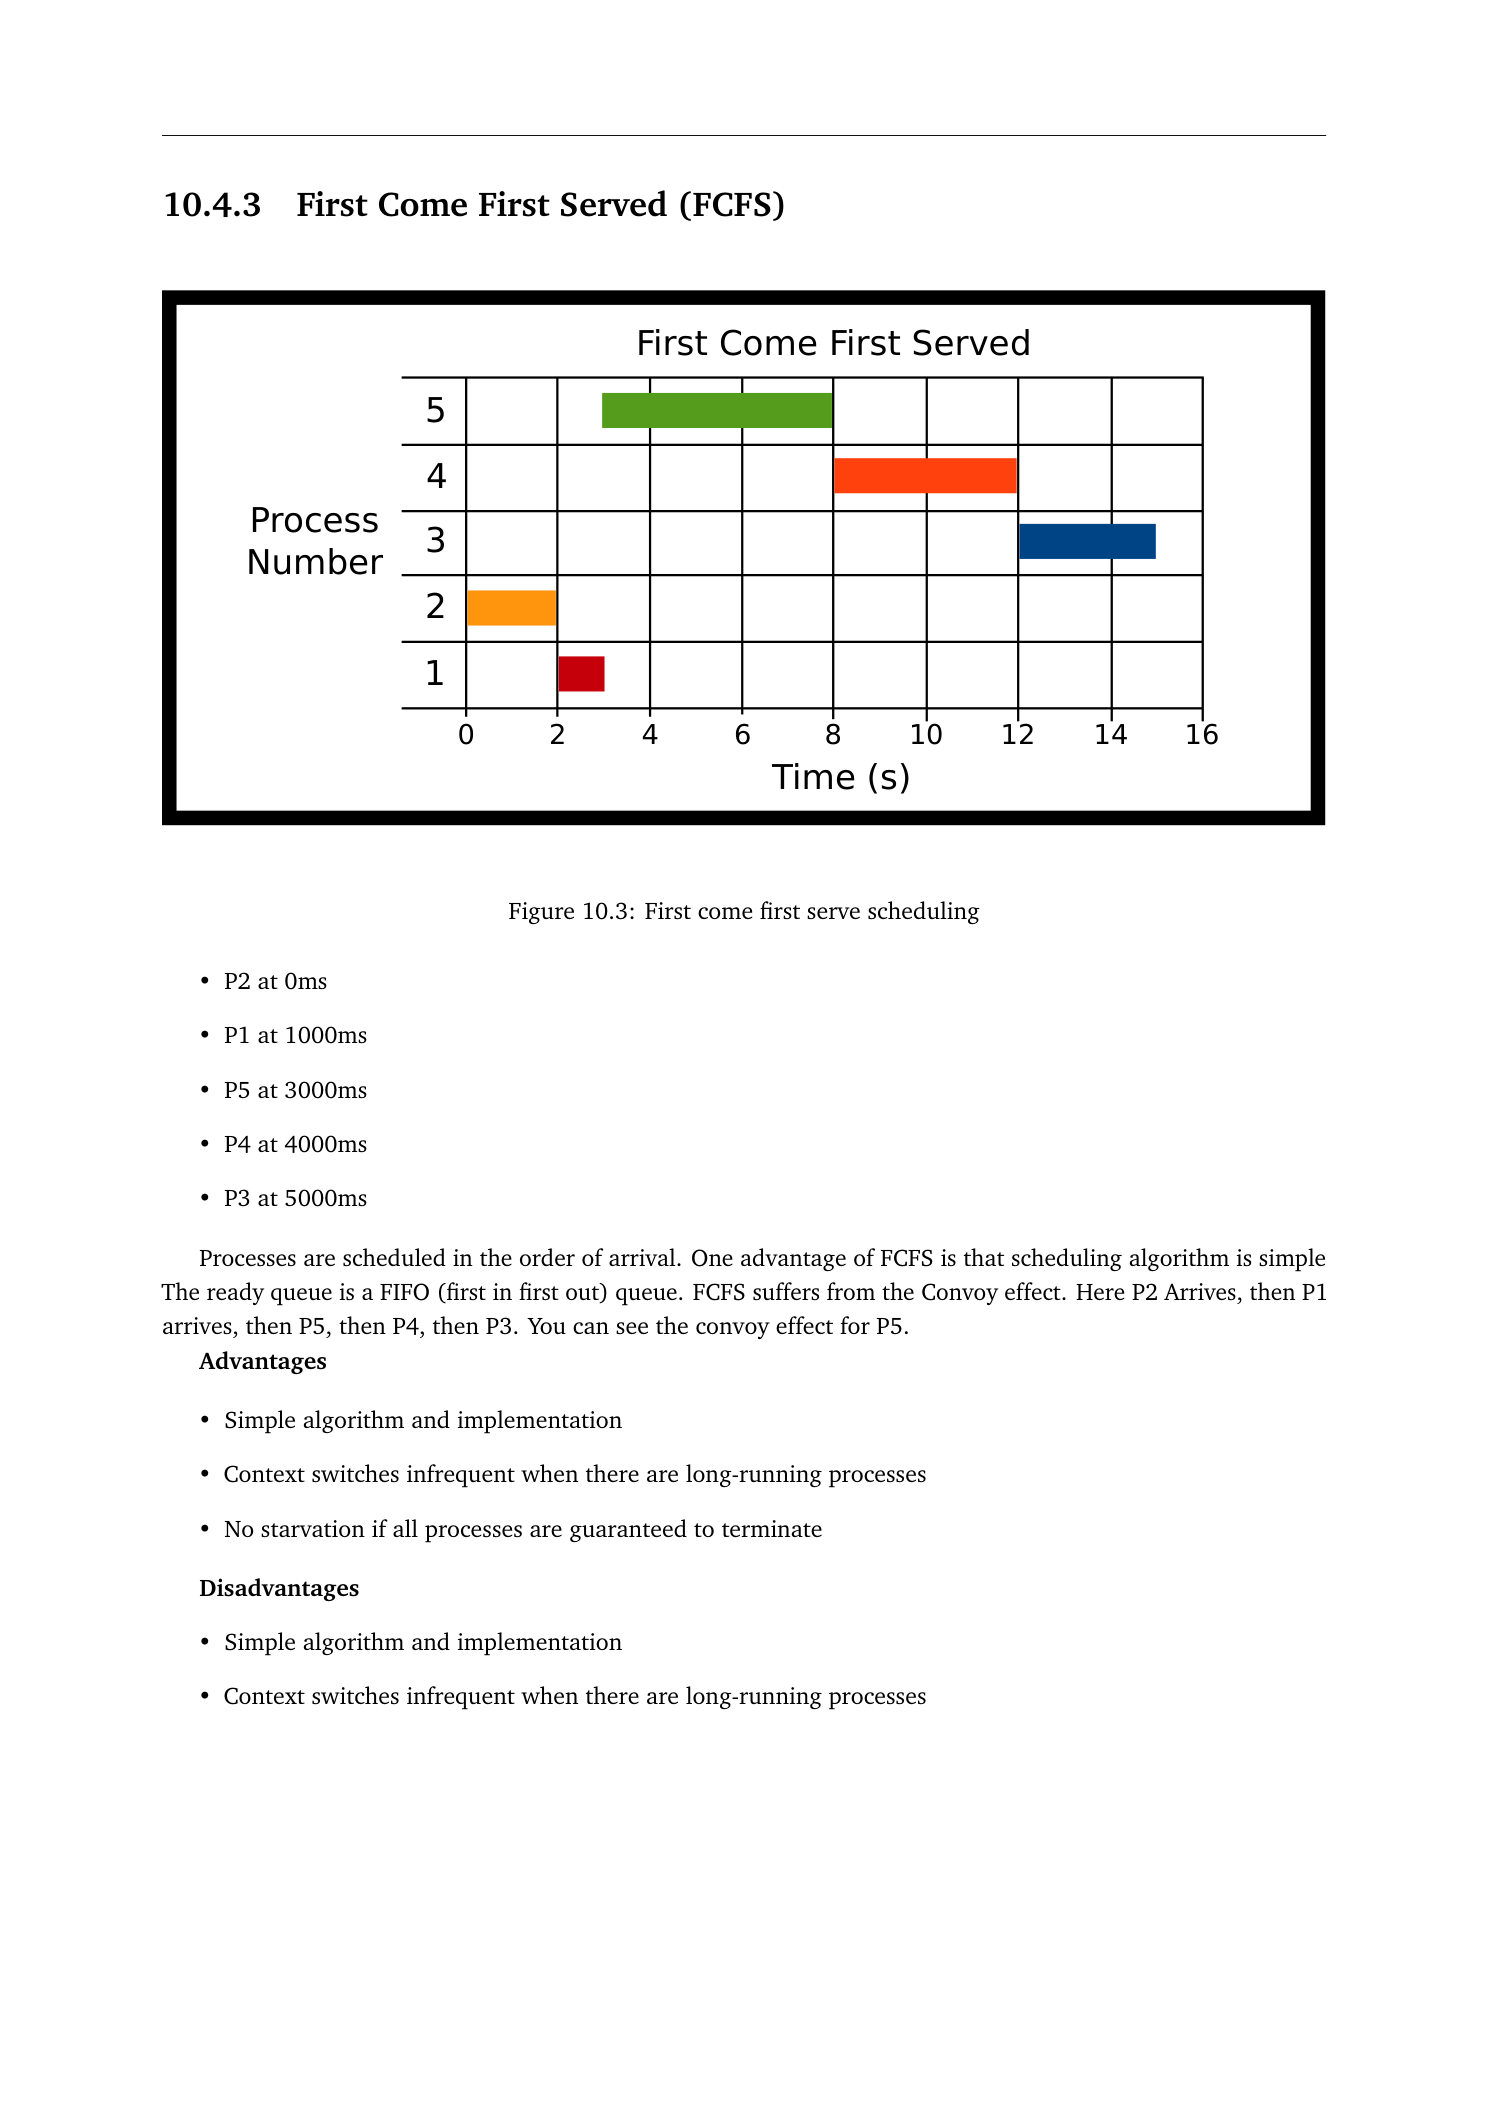 10.4.3 First Come First Served (FCFS)
First Come First Served
5
4
Process
Number
3
2
1
0 2 4 6 8 10 12 14 16
Time (s)
Figure 10.3: First come first serve scheduling
• P2 at 0ms
• P1 at 1000ms
• P5 at 3000ms
• P4 at 4000ms
• P3 at 5000ms
Processes are scheduled in the order of arrival. One advantage of FCFS is that scheduling algorithm is simple
The ready queue is a FIFO (first in first out) queue. FCFS suffers from the Convoy effect. Here P2 Arrives, then P1
arrives, then P5, then P4, then P3. You can see the convoy effect for P5.
Advantages
• Simple algorithm and implementation
• Context switches infrequent when there are long-running processes
• No starvation if all processes are guaranteed to terminate
Disadvantages
• Simple algorithm and implementation
• Context switches infrequent when there are long-running processes